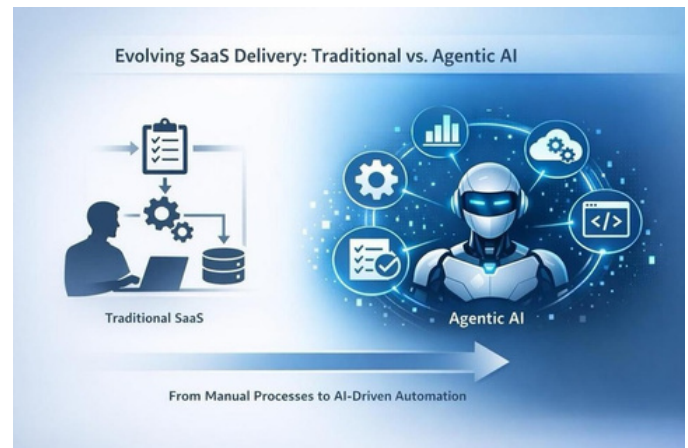 Evolving SaaS Delivery: Traditional vs. Agentic AI
</>
Traditional SaaS
Agentic AI
From Manual Processes to AI-Driven Automation